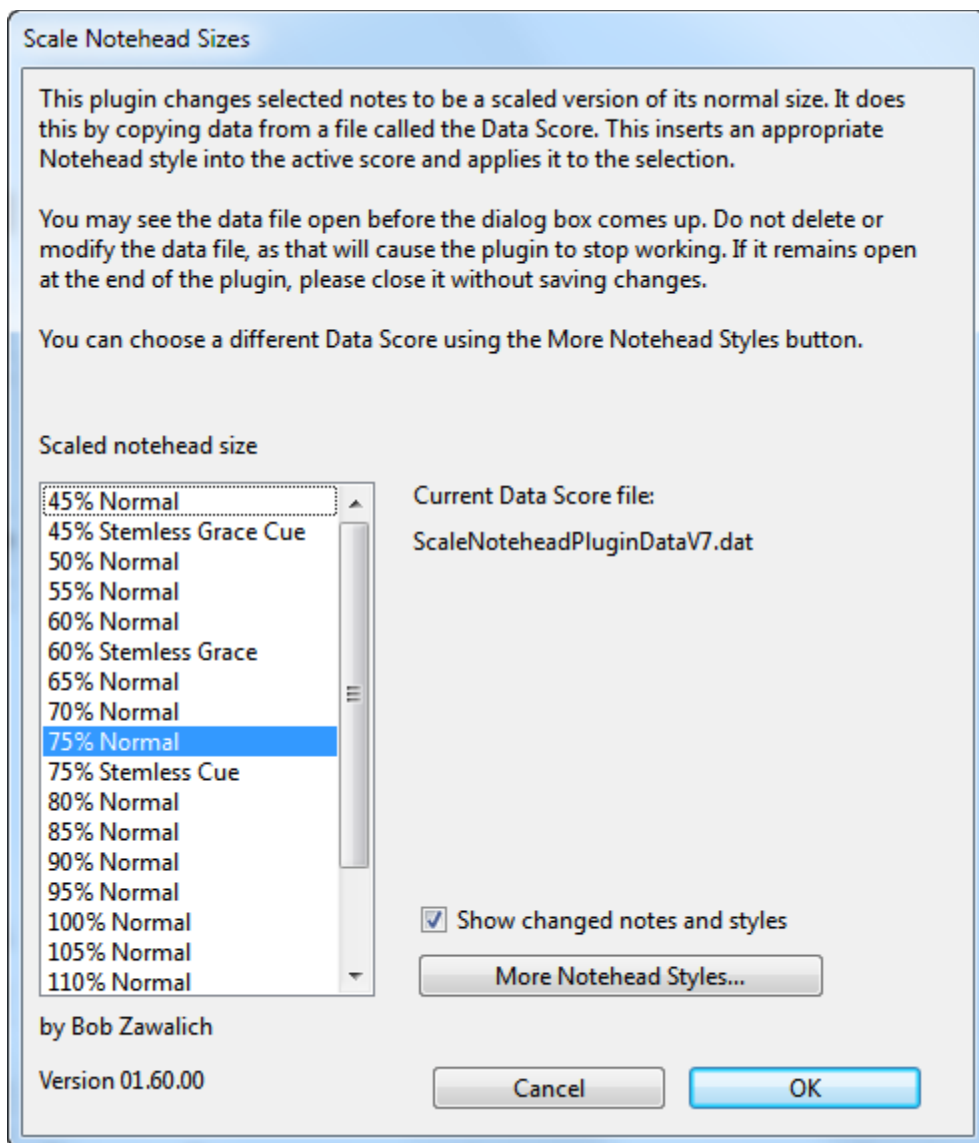 Scale Notehead Sizes
This plugin changes selected notes to be a scaled version of its normal size. It does
this by copying data from a file called the Data Score. This inserts an appropriate
Notehead style into the active score and applies it to the selection.
You may see the data file open before the dialog box comes up. Do not delete or
modify the data file, as that will cause the plugin to stop working. If it remains open
at the end of the plugin, please close it without saving changes.
You can choose a different Data Score using the More Notehead Styles button.
Scaled notehead size
45% Normal
45% Stemless Grace Cue
50% Normal
55% Normal
60% Normal
60% Stemless Grace
65% Normal
70% Normal
75% Normal
75% Stemless Cue
80% Normal
85% Normal
90% Normal
95% Normal
100% Normal
105% Normal
110% Normal
Current Data Score file:
ScaleNoteheadPluginDataV7.dat
Show changed notes and styles
More Notehead Styles...
by Bob Zawalich
Version 01.60.00
Cancel
OK